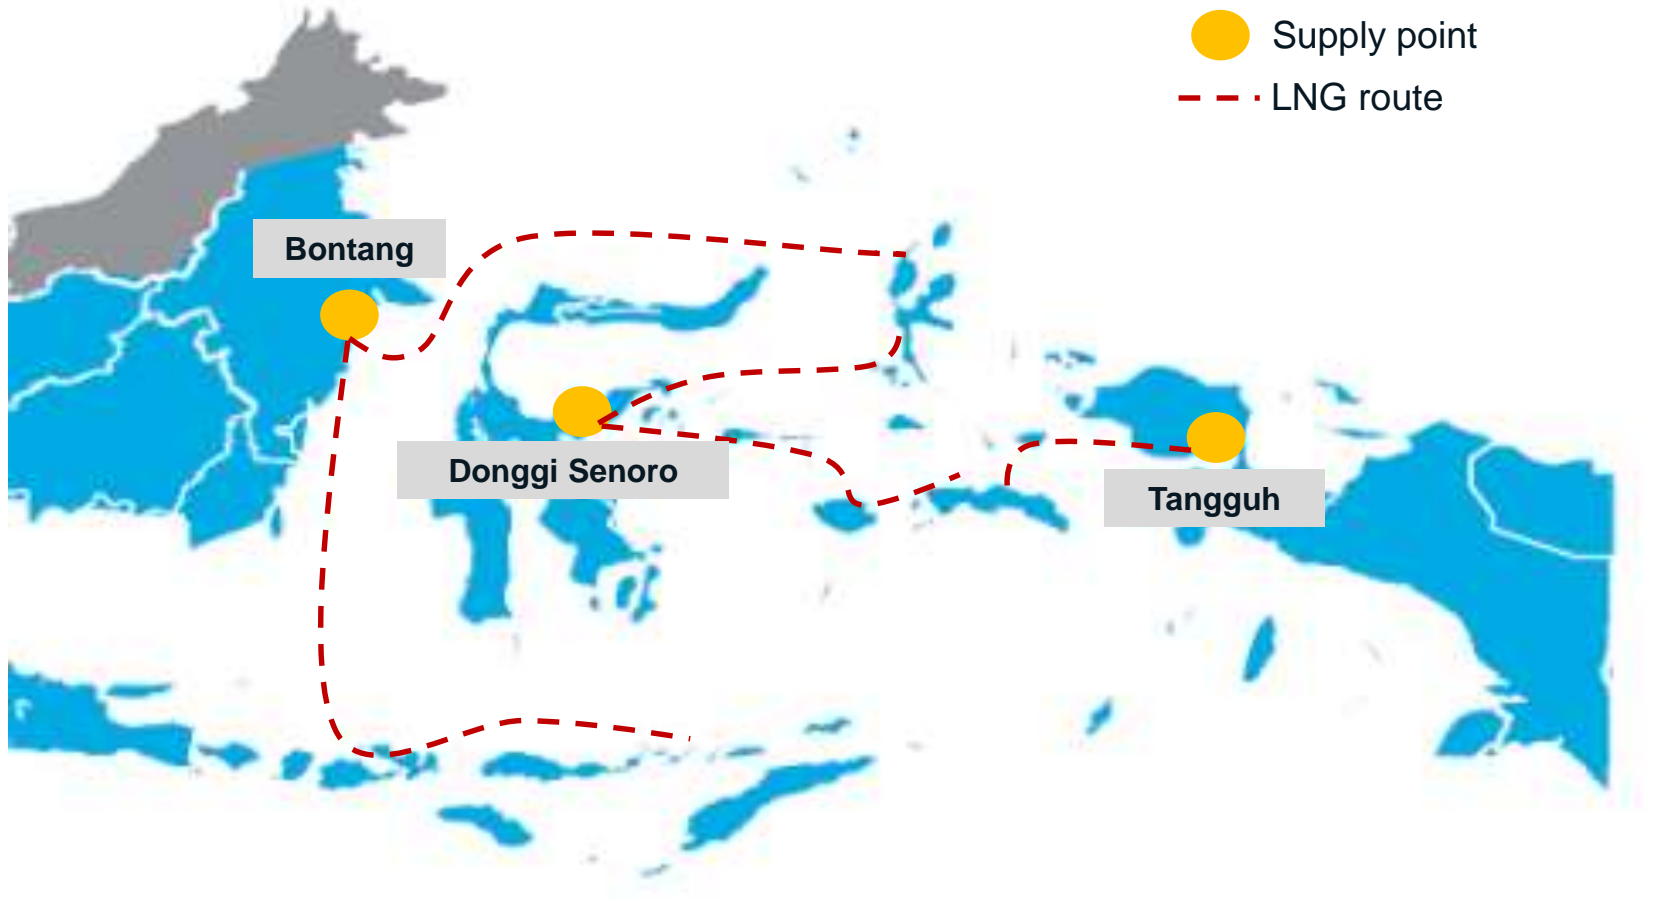 Supply point
LNG route
Bontang
Donggi Senoro
Tangguh